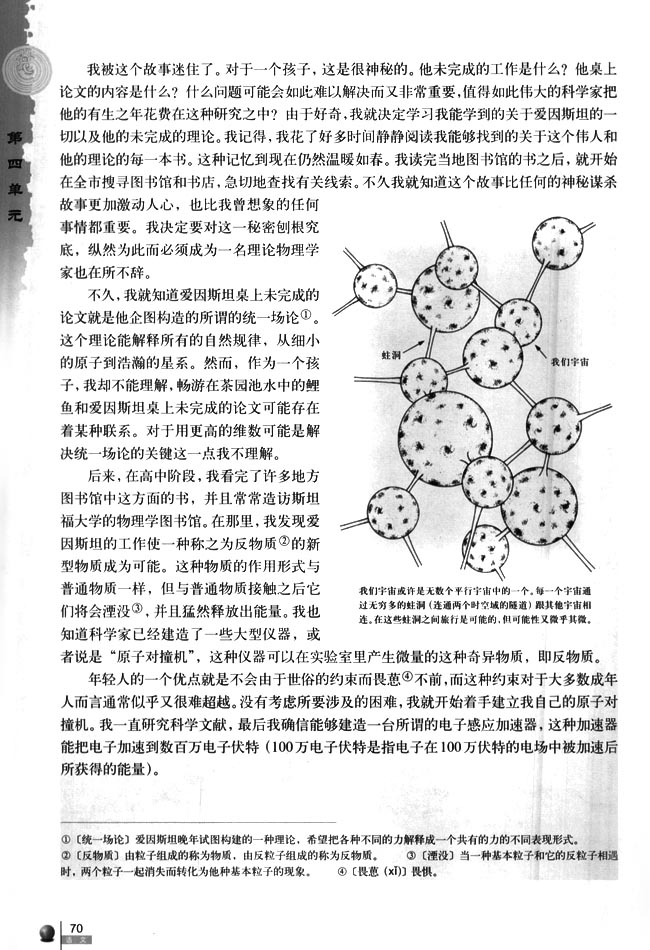 第四单元
我被这个故事迷住了。对于一个孩子，这是很神秘的。他未完成的工作是什么？他桌上
论文的内容是什么？什么问题可能会如此难以解决而又非常重要，值得如此伟大的科学家把
他的有生之年花费在这种研究之中？由于好奇，我就决定学习我能学到的关于爱因斯坦的一
切以及他的未完成的理论。我记得，我花了好多时间静静阅读我能够找到的关于这个伟人和
他的理论的每一本书。这种记忆到现在仍然温暖如春。我读完当地图书馆的书之后，就开始
在全市搜寻图书馆和书店，急切地查找有关线索。不久我就知道这个故事比任何的神秘谋杀
故事更加激动人心，也比我曾想象的任何
事情都重要。我决定要对这一秘密刨根究
底，纵然为此而必须成为一名理论物理学
家也在所不辞。
不久，我就知道爱因斯坦桌上未完成的
论文就是他企图构造的所谓的统一场论①。
这个理论能解释所有的自然规律，从细小
的原子到浩瀚的星系。然而，作为一个孩
子，我却不能理解，畅游在茶园池水中的鲤
鱼和爱因斯坦桌上未完成的论文可能存在
着某种联系。对于用更高的维数可能是解
决统一场论的关键这一点我不理解。
后来，在高中阶段，我看完了许多地方
图书馆中这方面的书，并且常常造访斯坦
福大学的物理学图书馆。在那里，我发现爱
因斯坦的工作使一种称之为反物质②的新
型物质成为可能。这种物质的作用形式与
普通物质一样，但与普通物质接触之后它
们将会湮没③，并且猛然释放出能量。我也
知道科学家已经建造了一些大型仪器，或
者说是“原子对撞机”，这种仪器可以在实验室里产生微量的这种奇异物质，即反物质。
蛀洞
我们宇宙
我们宇宙或许是无数个平行宇宙中的一个。每一个宇宙通
过无穷多的蛀洞（连通两个时空域的隧道）跟其他宇宙相
连。在这些蛀洞之间旅行是可能的，但可能性又微乎其微。
年轻人的一个优点就是不会由于世俗的约束而畏葸④不前，而这种约束对于大多数成年
人而言通常似乎又很难超越。没有考虑所要涉及的困难，我就开始着手建立我自己的原子对
撞机。我一直研究科学文献，最后我确信能够建造一台所谓的电子感应加速器，这种加速器
能把电子加速到数百万电子伏特（100万电子伏特是指电子在100万伏特的电场中被加速后
所获得的能量）。
①〔统一场论〕爱因斯坦晚年试图构建的一种理论，希望把各种不同的力解释成一个共有的力的不同表现形式。
②〔反物质〕由粒子组成的称为物质，由反粒子组成的称为反物质。 ③〔湮没〕当一种基本粒子和它的反粒子相遇
时，两个粒子一起消失而转化为他种基本粒子的现象。 ④〔畏葸（xǐ）〕畏惧。
70
语文